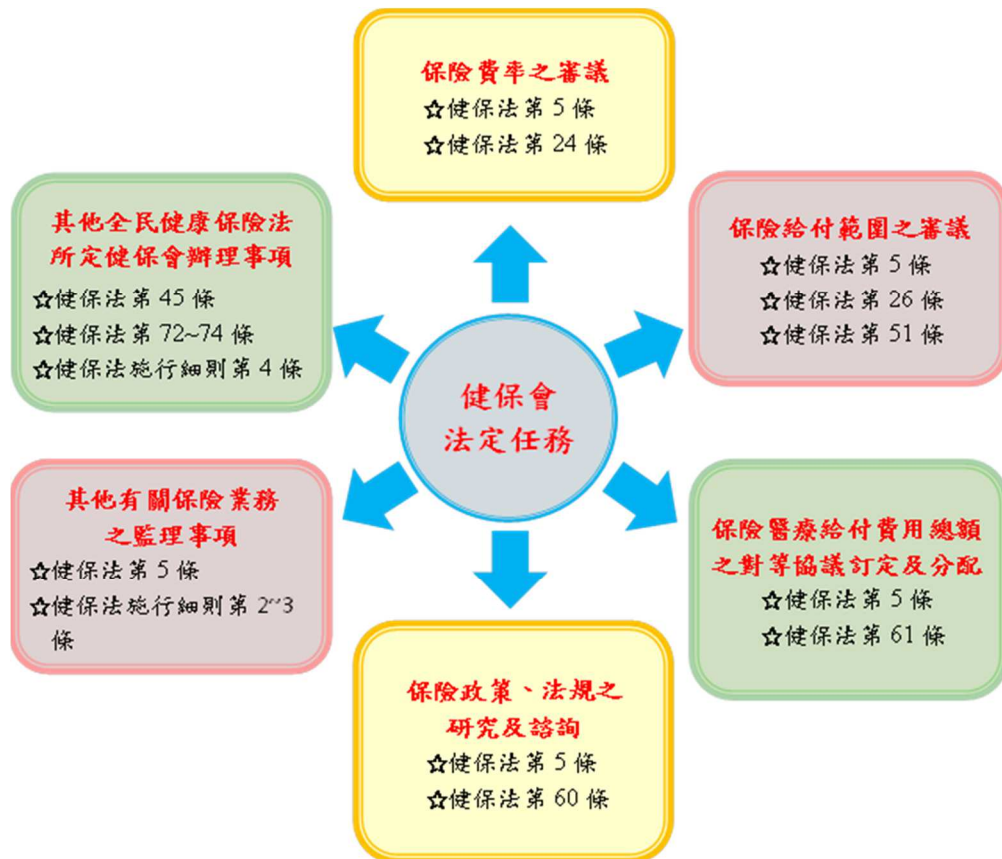 保險費率之審議
☆健保法第 5 條
☆健保法第 24 條
保險給付範圍之審議
☆健保法第 5 條
☆健保法第 26 條
☆健保法第 51 條
保險醫療給付費用總額
之對等協議訂定及分配
☆健保法第 5 條
☆健保法第 61 條
保險政策、法規之
研究及諮詢
☆健保法第 5 條
☆健保法第 60 條
其他有關保險業務
之監理事項
☆健保法第 5 條
☆健保法施行細則第 2~3
條
其他全民健康保險法
所定健保會辦理事項
☆健保法第 45 條
☆健保法第 72~74 條
☆健保法施行細則第 4 條
健保會
法定任務